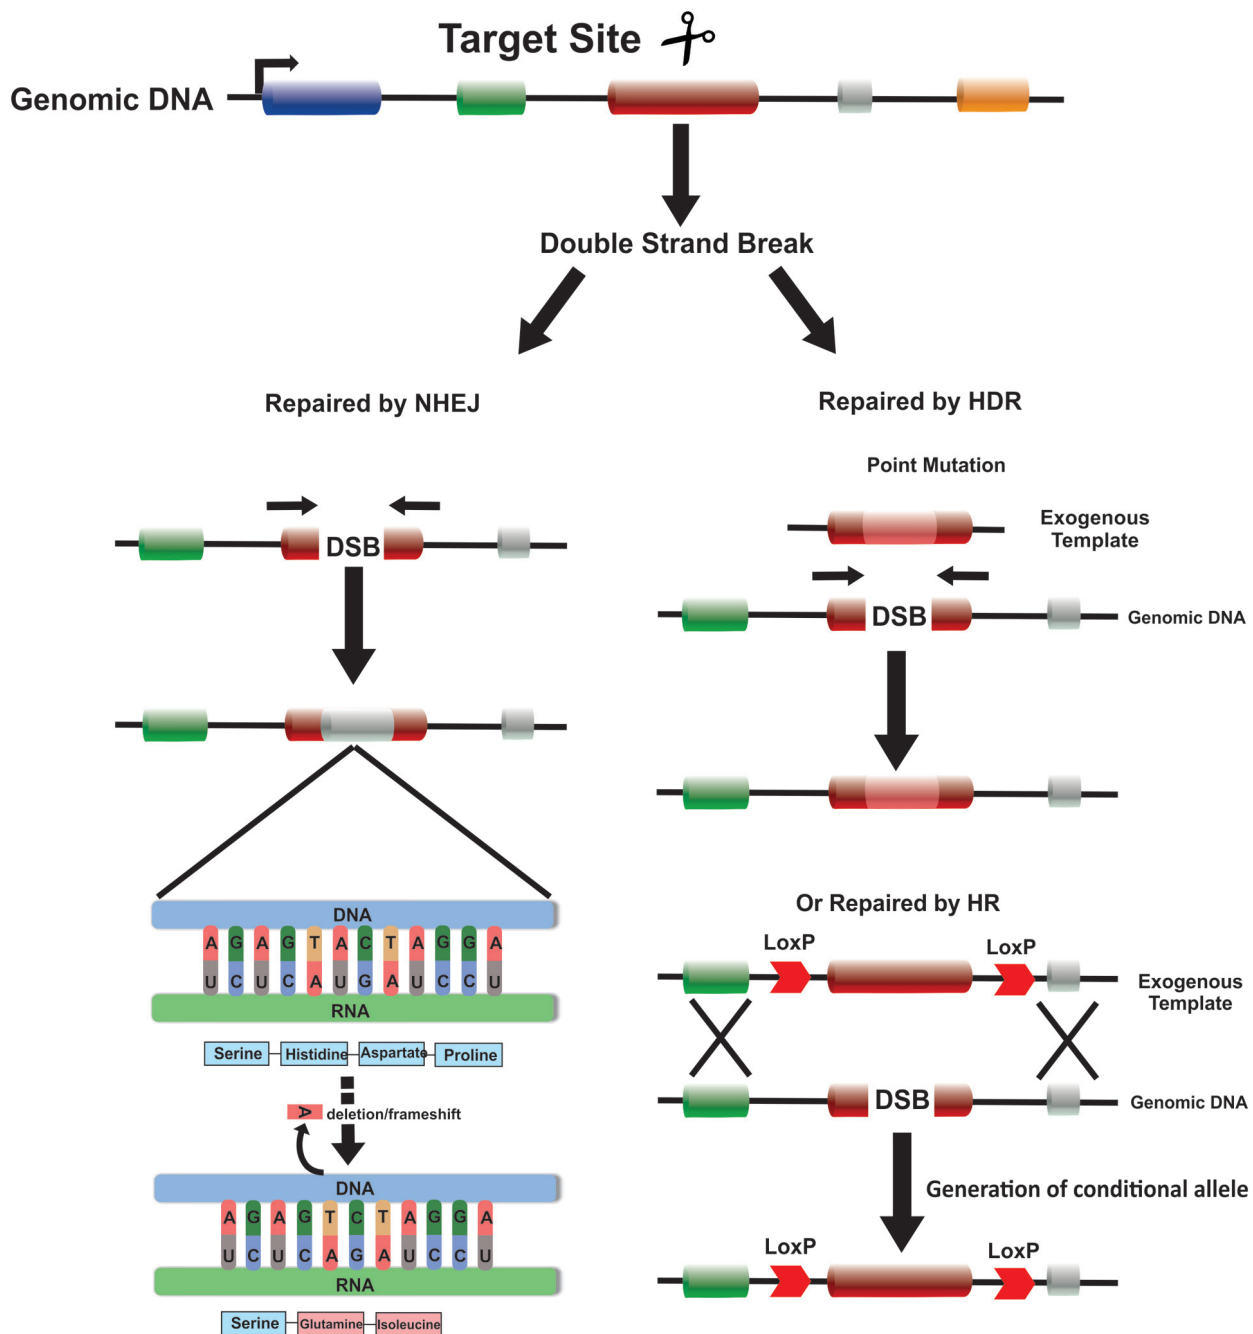 Target Site
Genomic DNA
Double Strand Break
Repaired by NHEJ
DSB
DNA
A G A G T A C T A G G A
U C U C A U G A U C C U
RNA
Serine Histidine Aspartate Proline
A deletion/frameshift
DNA
A G A G T C T A G G A
U C U C A G A U C C U
RNA
Serine Glutamine Isoleucine
Repaired by HDR
Point Mutation
Exogenous
Template
DSB
Genomic DNA
Or Repaired by HR
LoxP LoxP
Exogenous
Template
DSB
Genomic DNA
Generation of conditional allele
LoxP LoxP